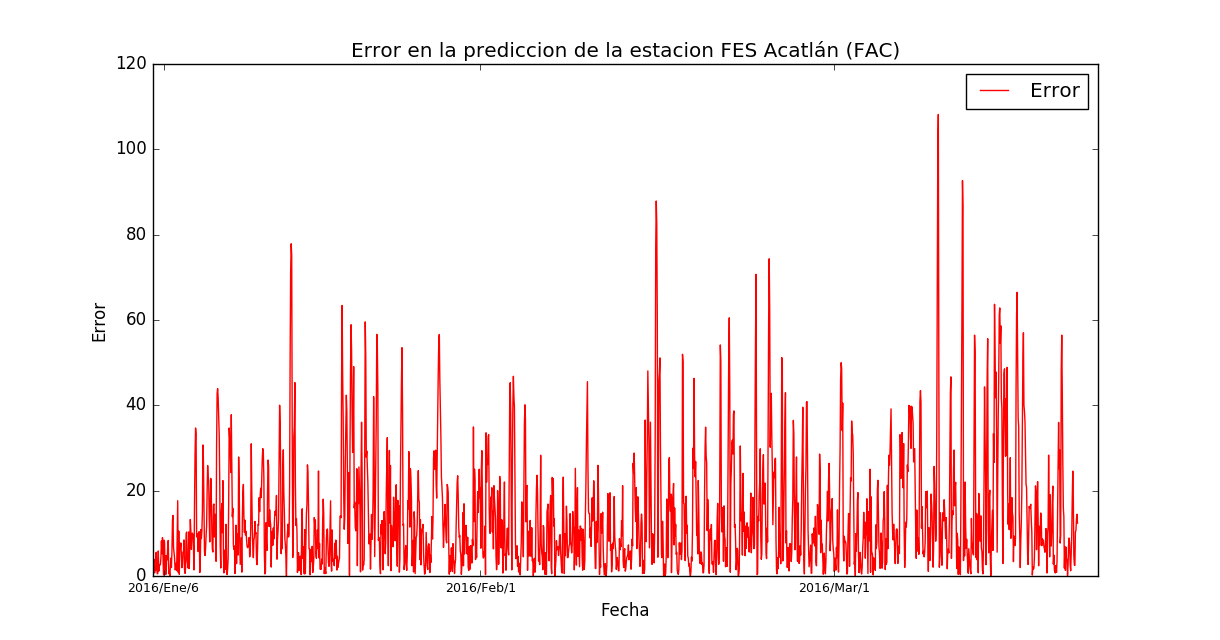 Error en la prediccion de la estacion FES Acatlán (FAC)
Error
120
100
80
60
40
20
0
Error
2016/Ene/6
2016/Feb/1
2016/Mar/1
Fecha